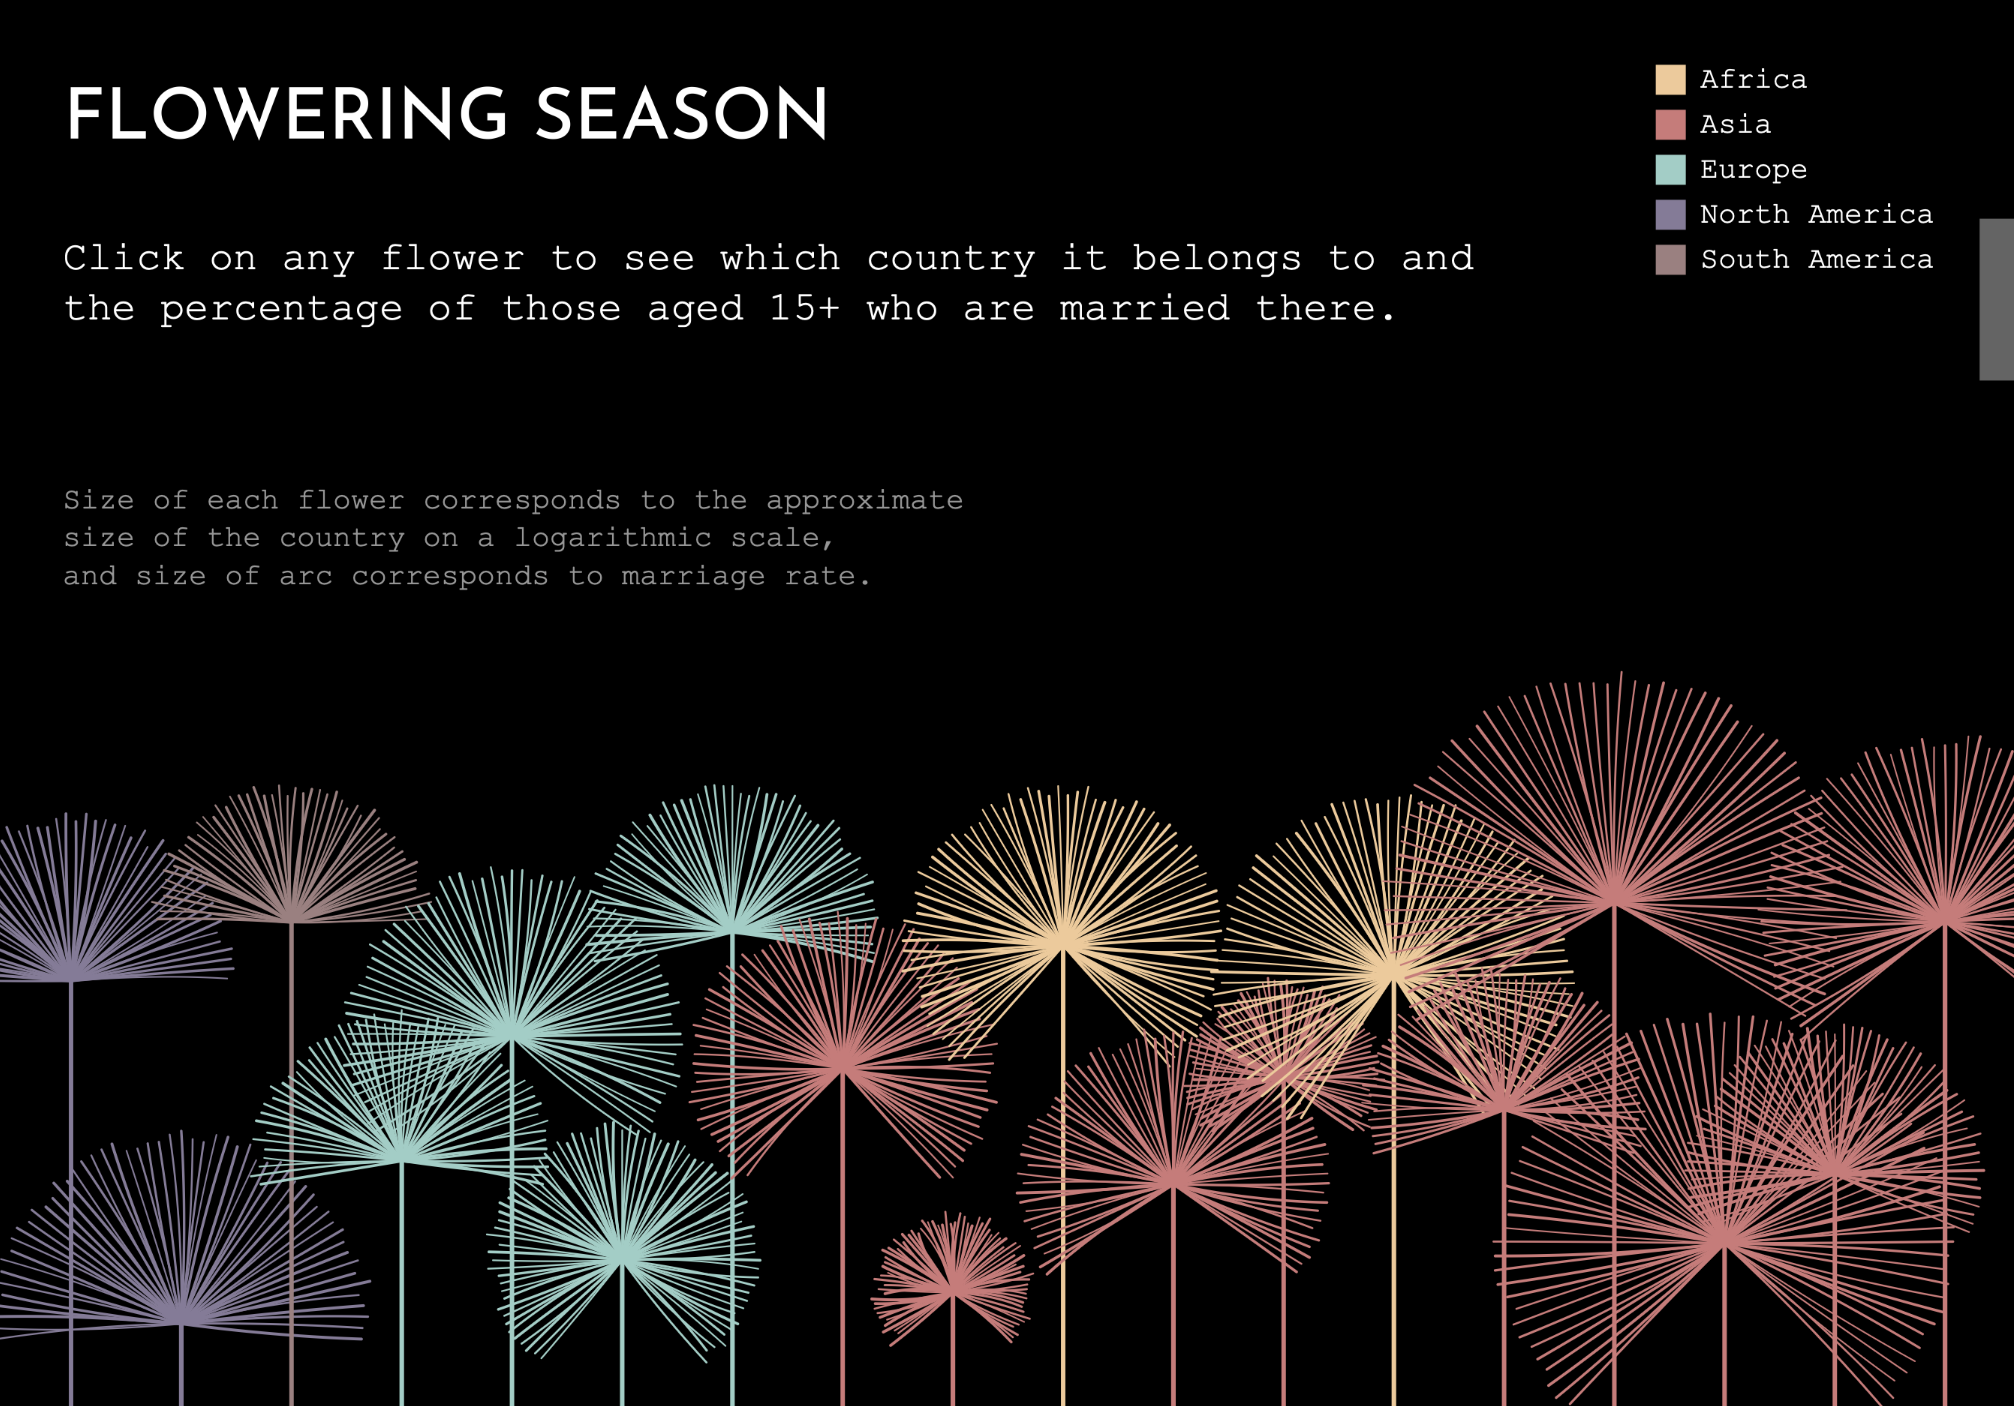 FLOWERING SEASON
Click on any flower to see which country it belongs to and
the percentage of those aged 15+ who are married there.
Size of each flower corresponds to the approximate
size of the country on a logarithmic scale,
and size of arc corresponds to marriage rate.
Africa
Asia
Europe
North America
South America